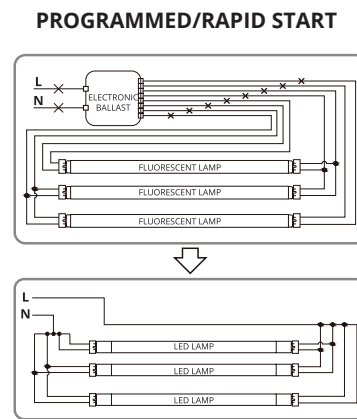 PROGRAMMED/RAPID START
L
N
ELECTRONIC
BALLAST
FLUORESCENT LAMP
FLUORESCENT LAMP
FLUORESCENT LAMP
L
N
LED LAMP
LED LAMP
LED LAMP